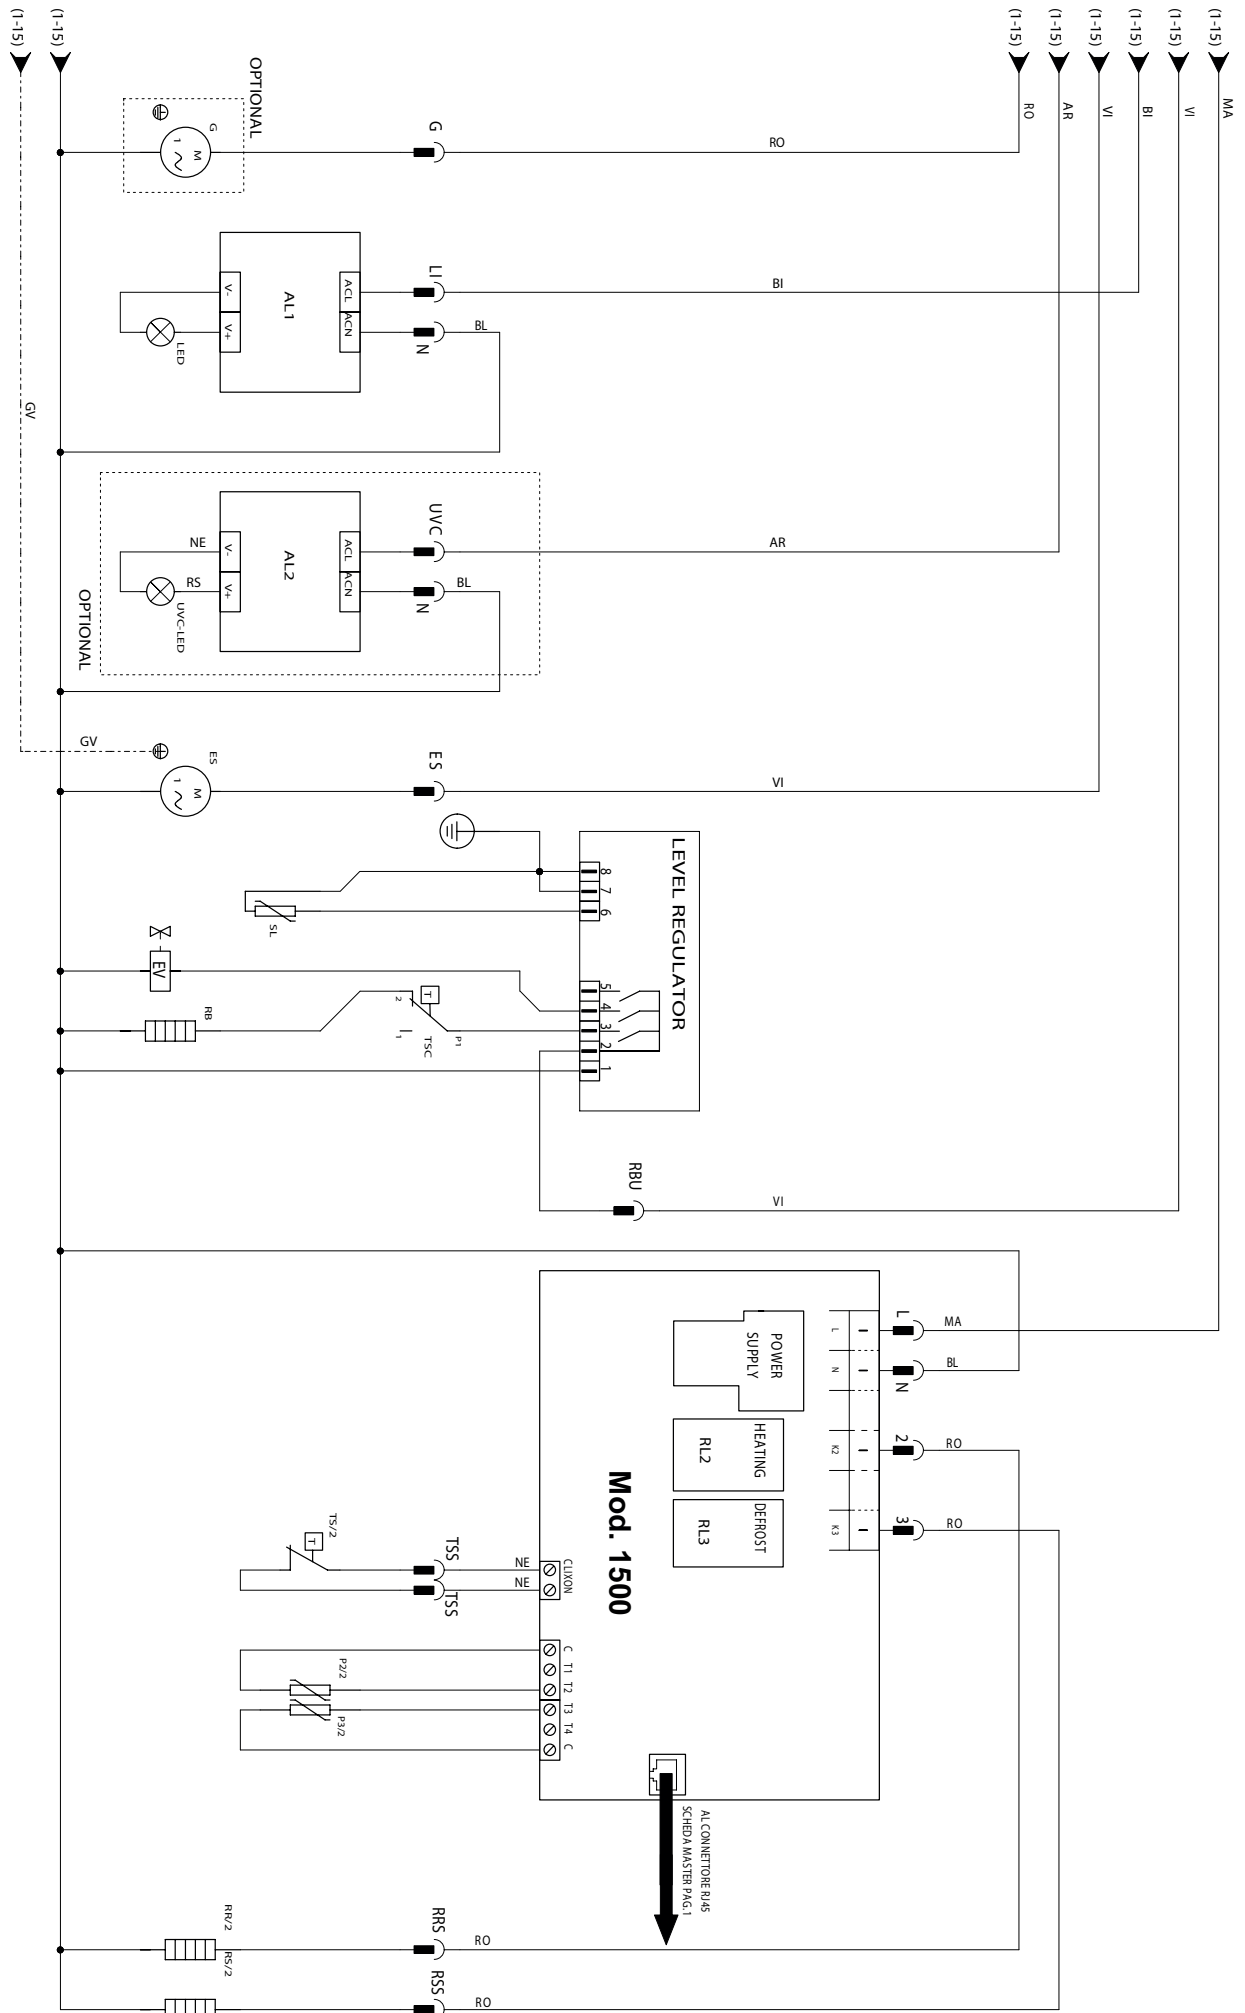 (1-15)
(1-15)
(1-15)
(1-15)
(1-15)
(1-15)
(1-15)
(1-15)
RO
AR
VI
BI
VI
MA
OPTIONAL
G
M
1
G
RO
AL1
V-
V+
ACL
ACN
LED
LI
N
BI
BL
GV
OPTIONAL
AL2
V-
V+
ACL
ACN
NE
RS
UVC-LED
UVC
N
AR
BL
GV
ES
M
1
ES
VI
LEVEL REGULATOR
8
7
6
5
4
3
2
1
SL
EV
RB
T
2
1
TSC
P1
RBU
VI
Mod. 1500
POWER
SUPPLY
HEATING
RL2
DEFROST
RL3
L
N
K2
K3
L
N
2
3
MA
BL
RO
RO
TS/2
T
TSS
TSS
NE
NE
CLIXON
P2/2
P3/2
C
T1
T2
T3
T4
C
AL CONNETTORE RJ45
SCHEDA MASTER PAG.1
RR/2
RRS
RO
RS/2
RSS
RO